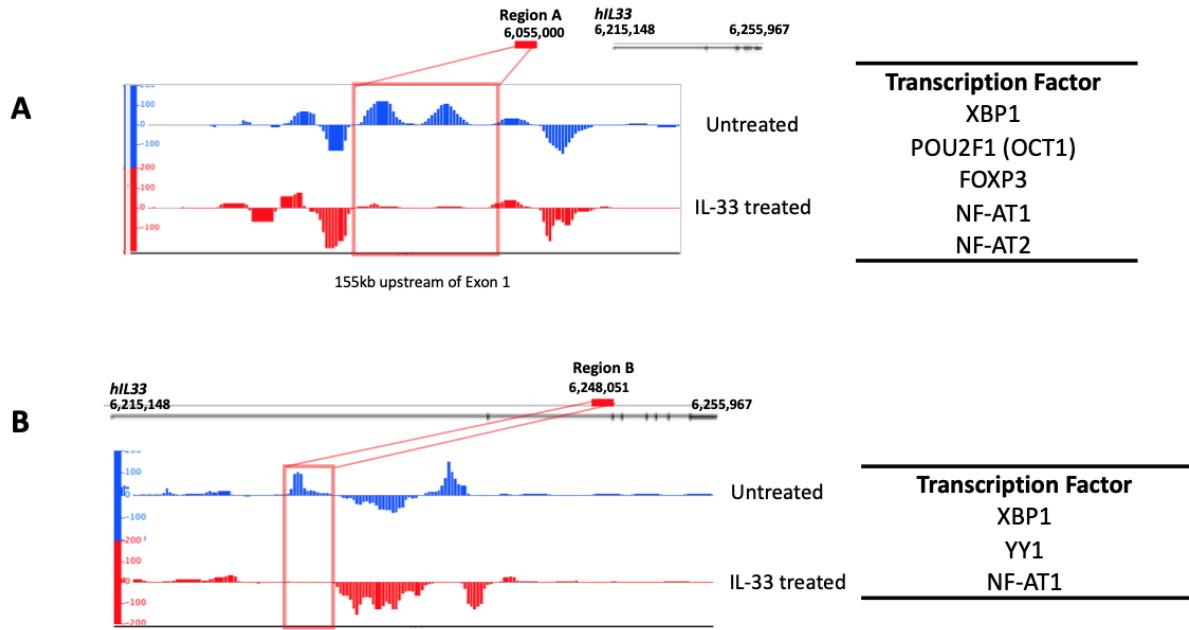 Region A
6,055,000
hIL33
6,215,148 6,255,967
A
200
-100
-0
-100
-200
-100
-0
-100
Untreated
IL-33 treated
155kb upstream of Exon 1
Transcription Factor
XBP1
POU2F1 (OCT1)
FOXP3
NF-AT1
NF-AT2
B
hIL33
6,215,148
Region B
6,248,051
6,255,967
200
-100
0
-100
200
-100
0
-100
-200
Untreated
IL-33 treated
Transcription Factor
XBP1
YY1
NF-AT1